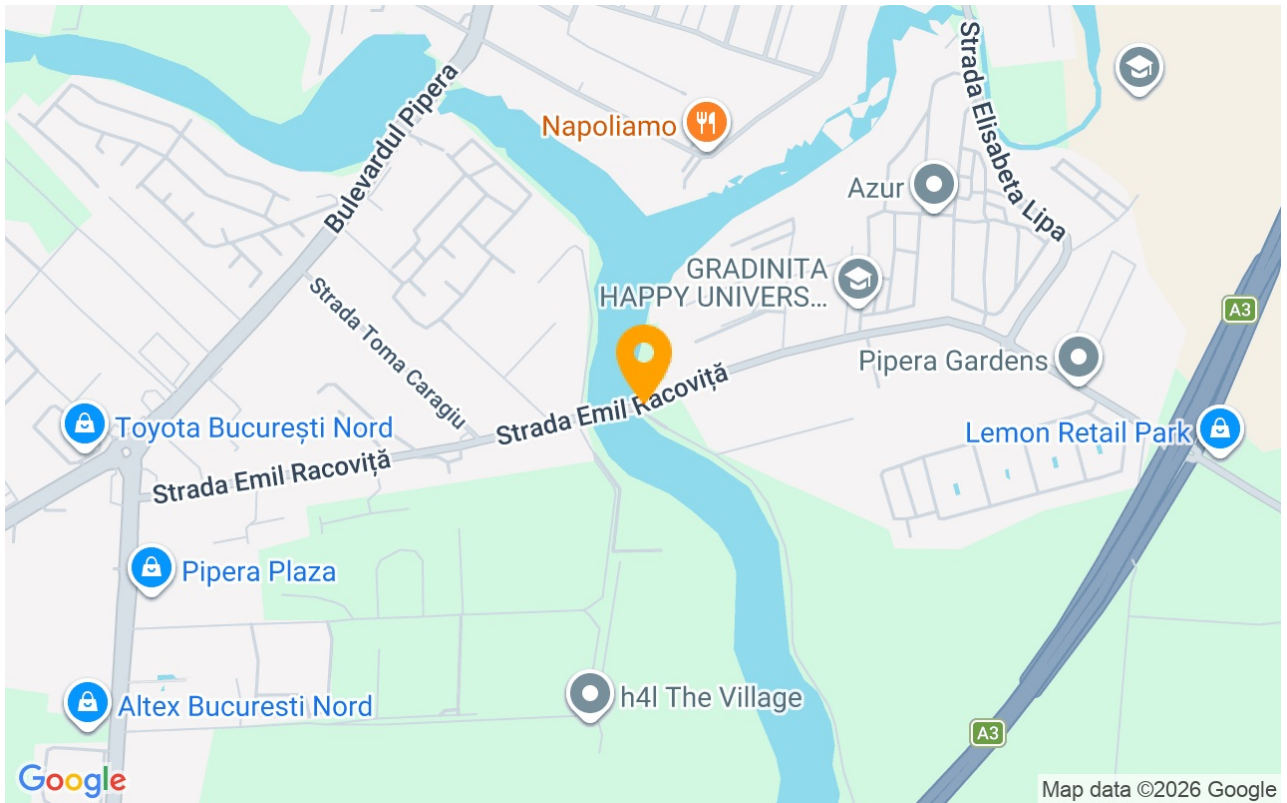 Strada Elisabeta Lipa
Bulevardul Pipera
Napoliamo
Azur
GRADINITA
HAPPY UNIVERS...
A3
Strada Toma Caragiu
Pipera Gardens
Strada Emil Racoviță
Toyota București Nord
Lemon Retail Park
Strada Emil Racoviță
Pipera Plaza
h4l The Village
Altex Bucuresti Nord
A3
Google
Map data ©2026 Google